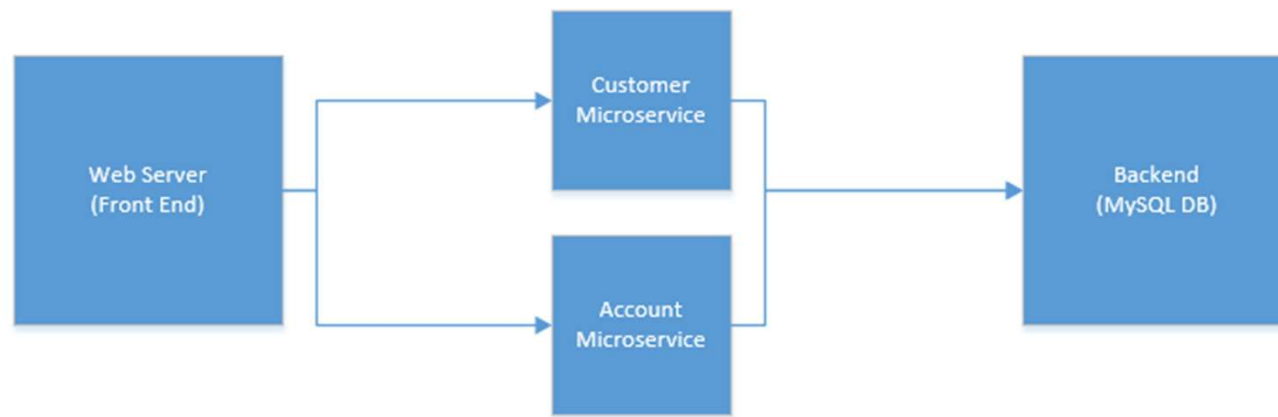 Web Server
(Front End)
Customer
Microservice
Account
Microservice
Backend
(MySQL DB)